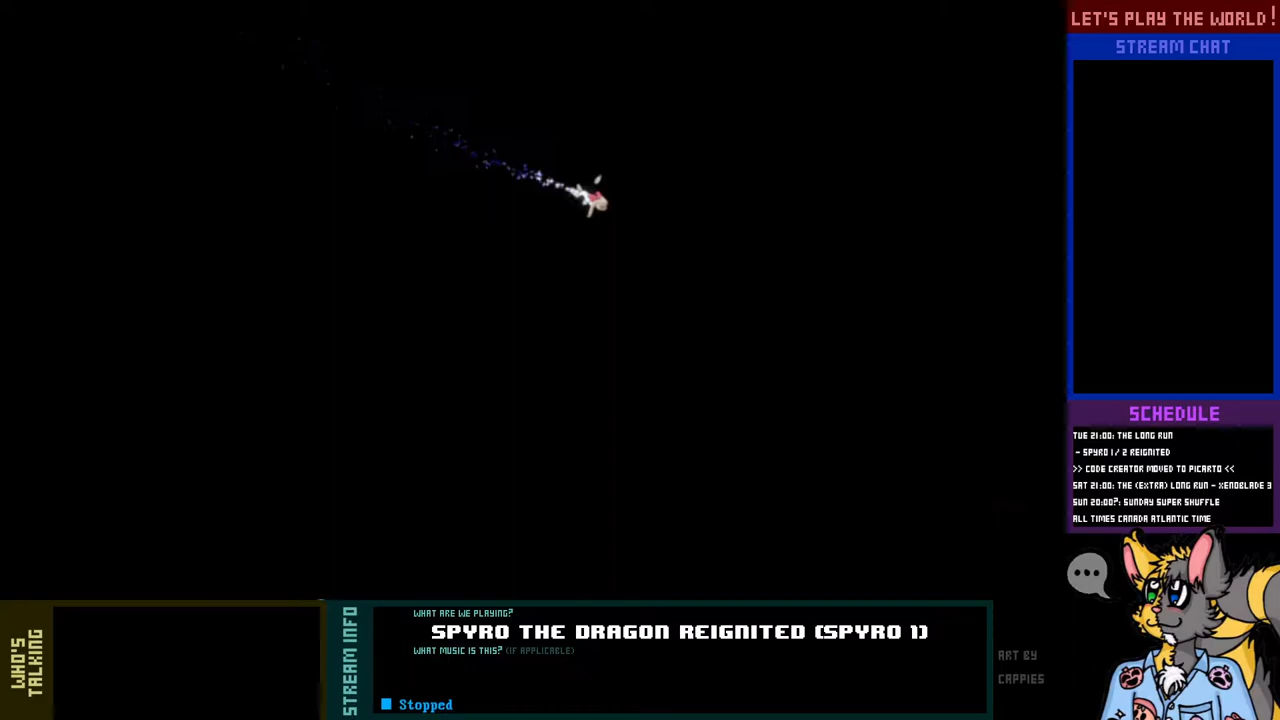 LET'S PLAY THE WORLD!
STREAM CHAT
SCHEDULE
TUE 21:00: THE LONG RUN
- SPYRO 1 / 2 REIGNITED
>> CODE CREATOR MOVED TO PICARTO <<
SAT 21:00: THE (EXTRA) LONG RUN - XENOBLADE 3
SUN 20:00?: SUNDAY SUPER SHUFFLE
ALL TIMES CANADA ATLANTIC TIME
WHO'S TALKING
STREAM INFO
WHAT ARE WE PLAYING?
SPYRO THE DRAGON REIGNITED (SPYRO 1)
WHAT MUSIC IS THIS? (IF APPLICABLE)
Stopped
ART BY
CAPPIES